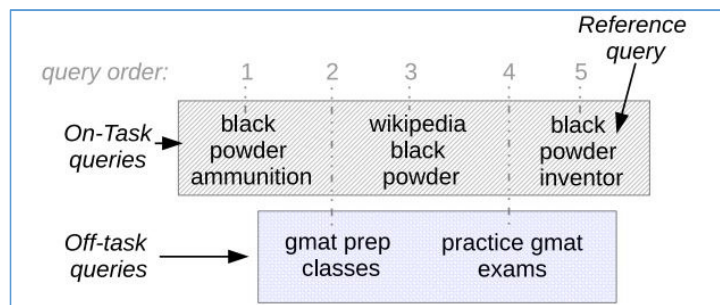 Reference
query
query order: 1 2 3 4 5
On-Task
queries
black
powder
ammunition
wikipedia
black
powder
black
powder
inventor
Off-task
queries
gmat prep
classes
practice gmat
exams